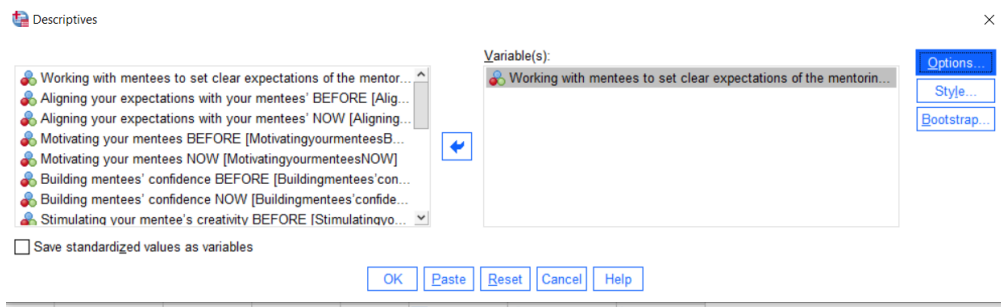 Descriptives
Variable(s):
Working with mentees to set clear expectations of the mentor...
Aligning your expectations with your mentees' BEFORE [Alig...
Aligning your expectations with your mentees' NOW [Aligning...
Motivating your mentees BEFORE [MotivatingyourmenteesB...
Motivating your mentees NOW [MotivatingyourmenteesNOW]
Building mentees' confidence BEFORE [Buildingmentees'con...
Building mentees' confidence NOW [Buildingmentees'confide...
Stimulating your mentee's creativity BEFORE [Stimulatingyo...
Working with mentees to set clear expectations of the mentorin...
Options...
Style...
Bootstrap...
Save standardized values as variables
OK Paste Reset Cancel Help